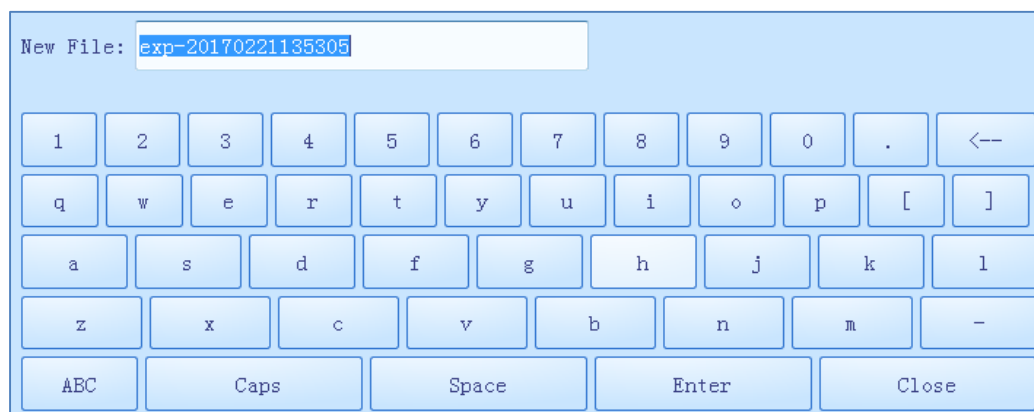 New File: exp-20170221135305
1 2 3 4 5 6 7 8 9 0 . <--
q w e r t y u i o p [ ]
a s d f g h j k l
z x c v b n m -
ABC Caps Space Enter Close